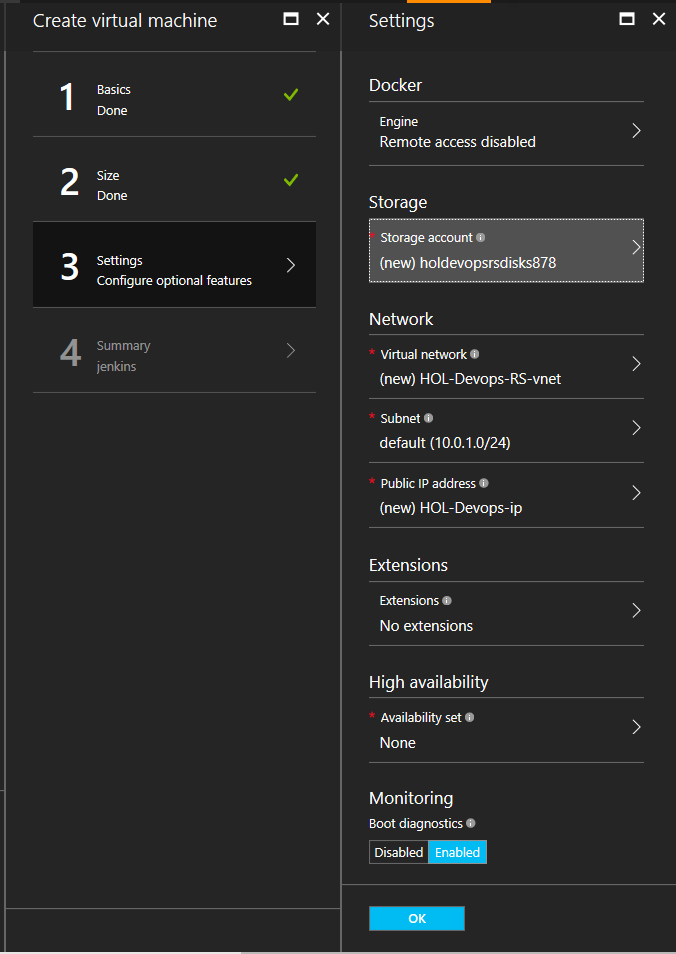 Create virtual machine
1
Basics
Done
2
Size
Done
3
Settings
Configure optional features
4
Summary
jenkins
Settings
Docker
Engine
Remote access disabled
Storage
* Storage account
(new) holdevopsrsdisks878
Network
* Virtual network
(new) HOL-Devops-RS-vnet
* Subnet
default (10.0.1.0/24)
* Public IP address
(new) HOL-Devops-ip
Extensions
Extensions
No extensions
High availability
* Availability set
None
Monitoring
Boot diagnostics
Disabled Enabled
OK